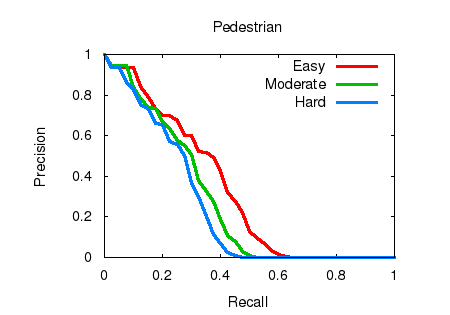 Pedestrian
1
0.8
0.6
0.4
0.2
0
Precision
Easy
Moderate
Hard
0 0.2 0.4 0.6 0.8 1
Recall